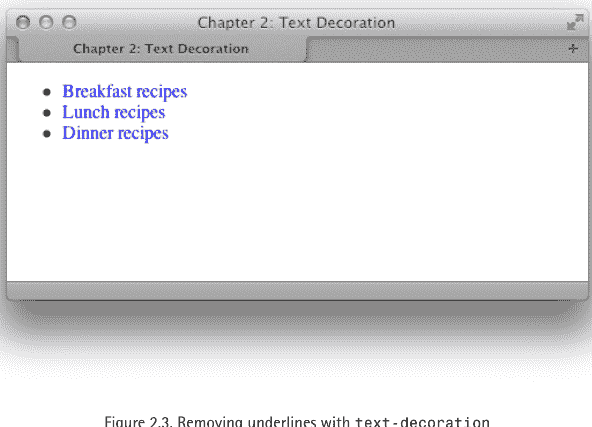 Chapter 2: Text Decoration
Chapter 2: Text Decoration
Breakfast recipes
Lunch recipes
Dinner recipes
Figure 2.3. Removing underlines with text-decoration